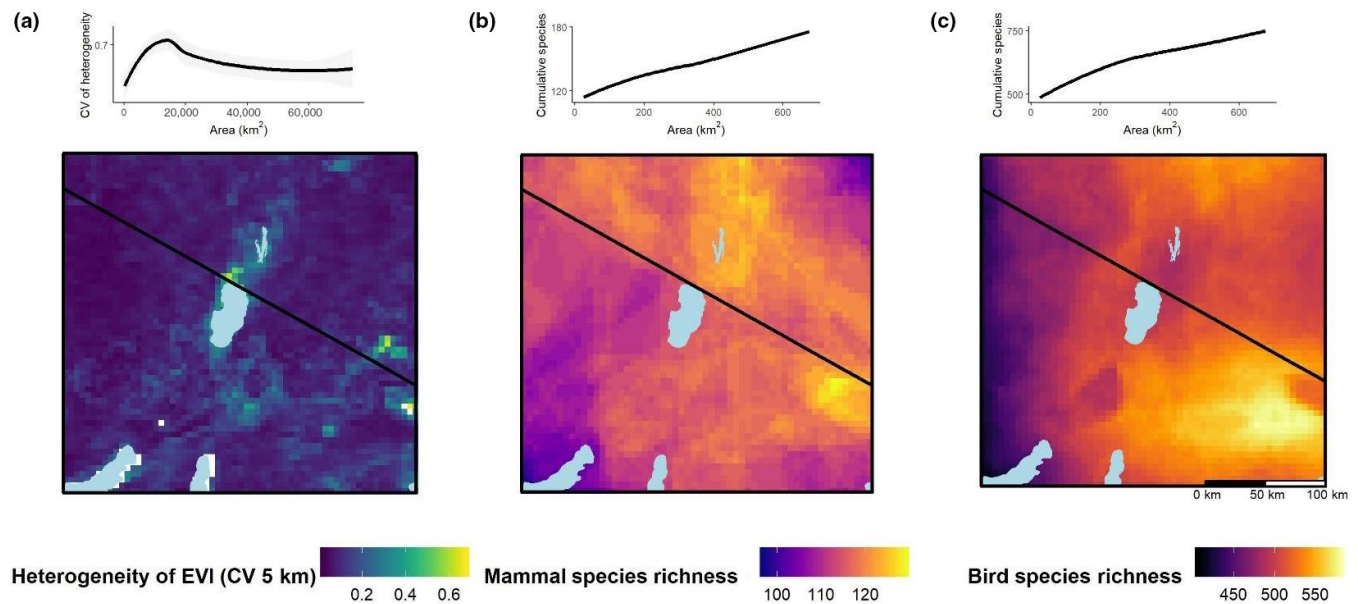 (a)
CV of heterogeneity
0.7
0
20,000
40,000
60,000
Area (km2)
(b)
Cumulative species
180
120
0
200
400
600
Area (km2)
(c)
Cumulative species
750
500
0
200
400
600
Area (km2)
0 km 50 km 100 km
Heterogeneity of EVI (CV 5 km)
0.2 0.4 0.6
Mammal species richness
100 110 120
Bird species richness
450 500 550